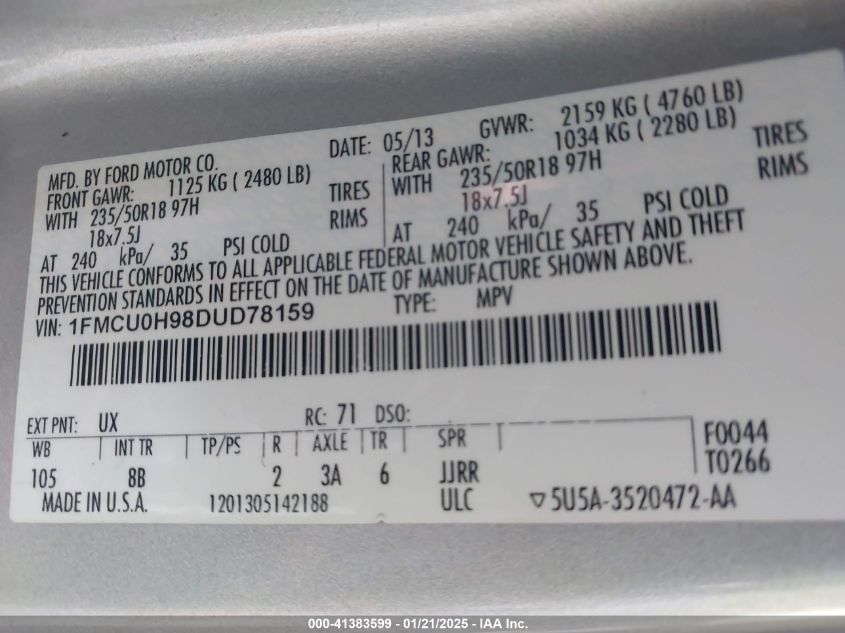 MFD. BY FORD MOTOR CO. DATE: 05/13 GVWR: 2159 KG ( 4760 LB)
FRONT GAWR: 1125 KG ( 2480 LB) REAR GAWR: 1034 KG ( 2280 LB)
WITH 235/50R18 97H TIRES WITH 235/50R18 97H TIRES
18x7.5J RIMS 18x7.5J RIMS
AT 240 kPa/ 35 PSI COLD AT 240 kPa/ 35 PSI COLD
THIS VEHICLE CONFORMS TO ALL APPLICABLE FEDERAL MOTOR VEHICLE SAFETY AND THEFT
PREVENTION STANDARDS IN EFFECT ON THE DATE OF MANUFACTURE SHOWN ABOVE.
VIN: 1FMCU0H98DUD78159 TYPE: MPV
EXT PNT: UX RC: 71 DSO:
WB INT TR TP/PS R AXLE TR SPR F0044
105 8B 2 3A 6 JJRR T0266
MADE IN U.S.A. 1201305142188 ULC ▽5U5A-3520472-AA
000-41383599 / 01/21/2025 - IAA Inc.